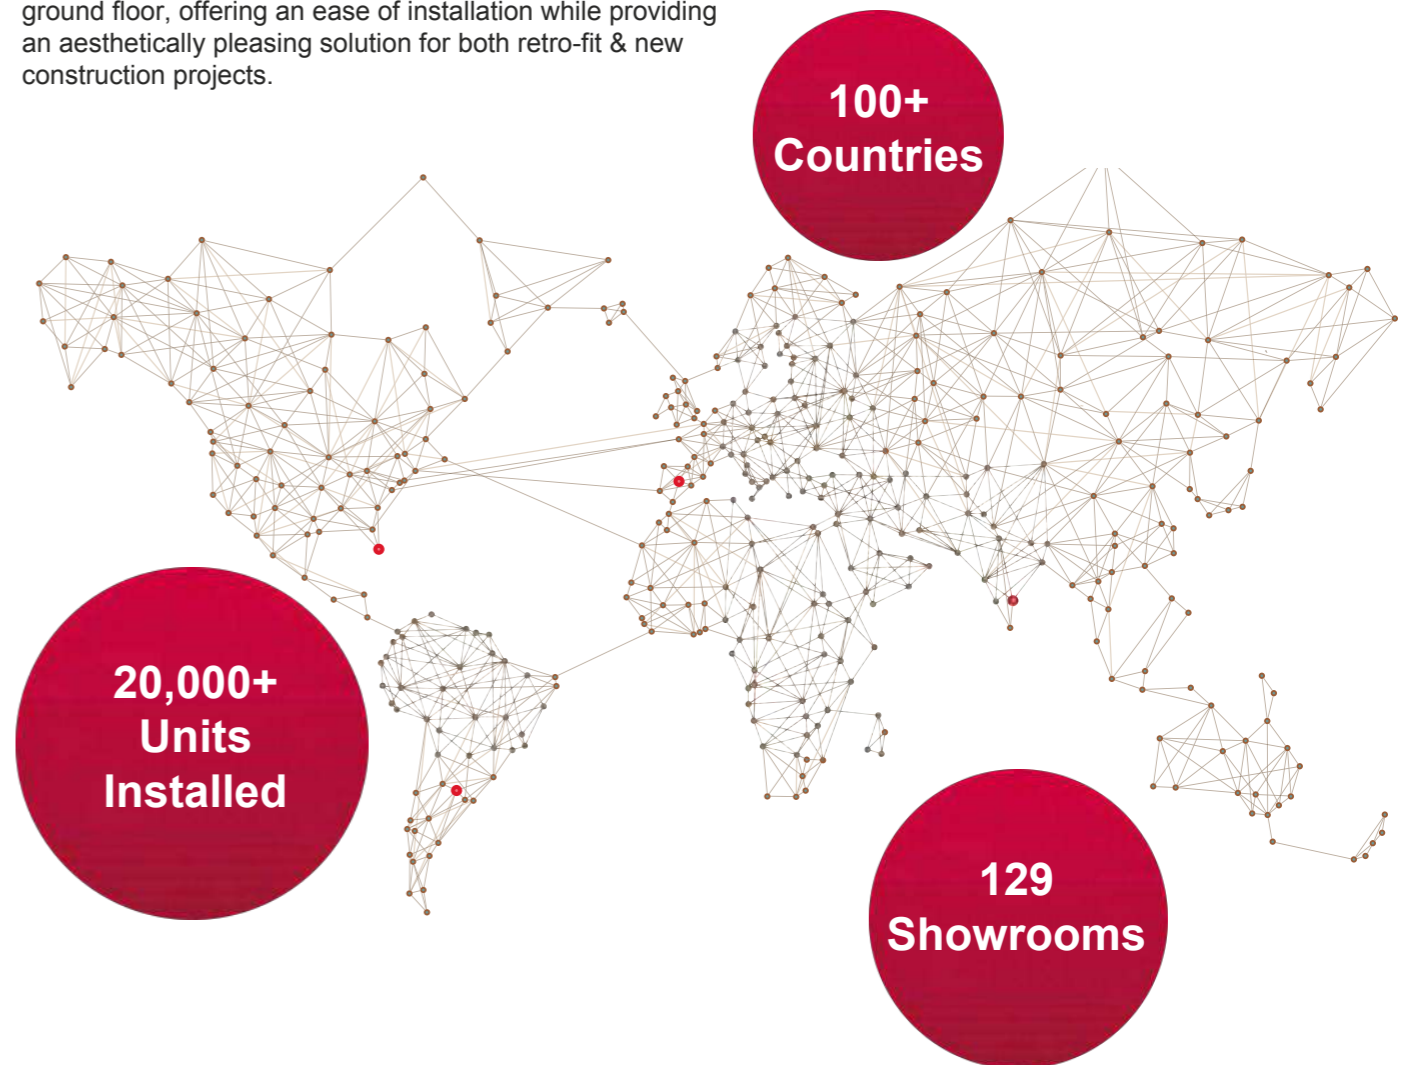 ground floor, offering an ease of installation while providing
an aesthetically pleasing solution for both retro-fit & new
construction projects.
100+
Countries
20,000+
Units
Installed
129
Showrooms